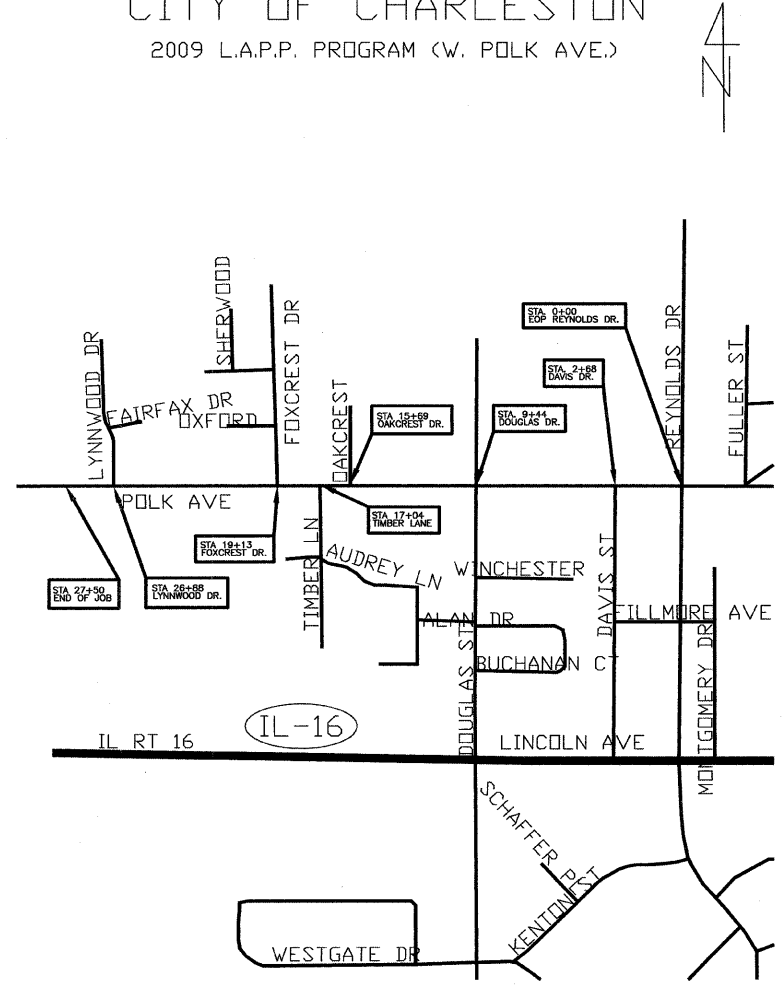 CITY OF CHARLESTON
2009 L.A.P.P. PROGRAM (W. POLK AVE.)
N
SHERWOOD
FOXCREST DR
STA. 0+00
EOP REYNOLDS DR.
REYNOLDS DR
LYNNWOOD DR
FULLER ST
STA. 2+68
DAVIS DR.
OAKCREST
FAIRFAX DR
OXFORD
STA 15+69
OAKCREST DR.
STA. 9+44
DOUGLAS DR.
POLK AVE
STA 17+04
TIMBER LANE
STA 19+13
FOXCREST DR.
TIMBER LN
AUDREY LN
WINCHESTER
DAVIS ST
STA 27+50
END OF JOB
STA 26+68
LYNNWOOD DR.
ALAN DR
FILLMORE AVE
DOUGLAS ST
BUCHANAN CT
MONTGOMERY DR
IL-16
IL RT 16
LINCOLN AVE
SCHAFFER P
KENTON ST
WESTGATE DR